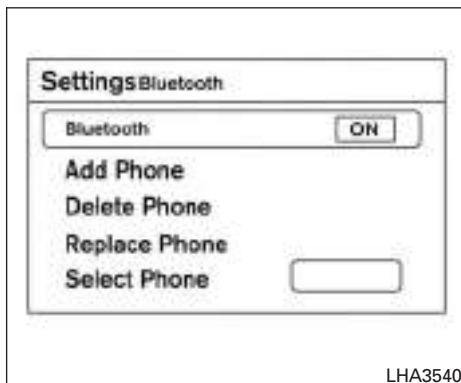 Settings Bluetooth
Bluetooth ON
Add Phone
Delete Phone
Replace Phone
Select Phone
LHA3540